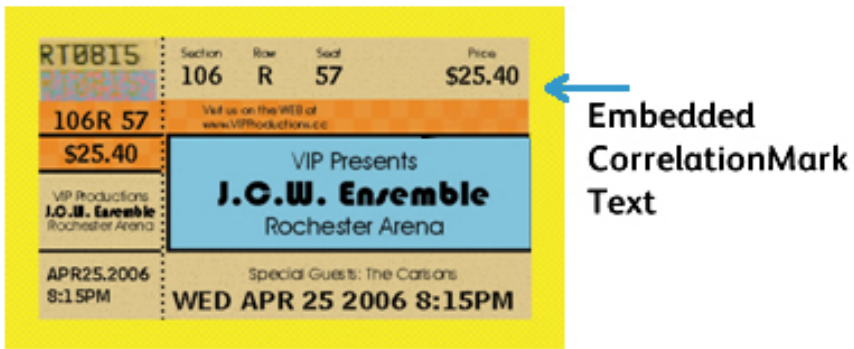 RT0815
RT0815
106R 57
$25.40
VIP Productions
J.C.W. Ensemble
Rochester Arena
APR25.2006
8:15PM
Section Row Seat Price
106 R 57 $25.40
Visit us on the WEB at
www.VIPProductions.cc
VIP Presents
J.C.W. Ensemble
Rochester Arena
Special Guests: The Carlsons
WED APR 25 2006 8:15PM
Embedded
CorrelationMark
Text